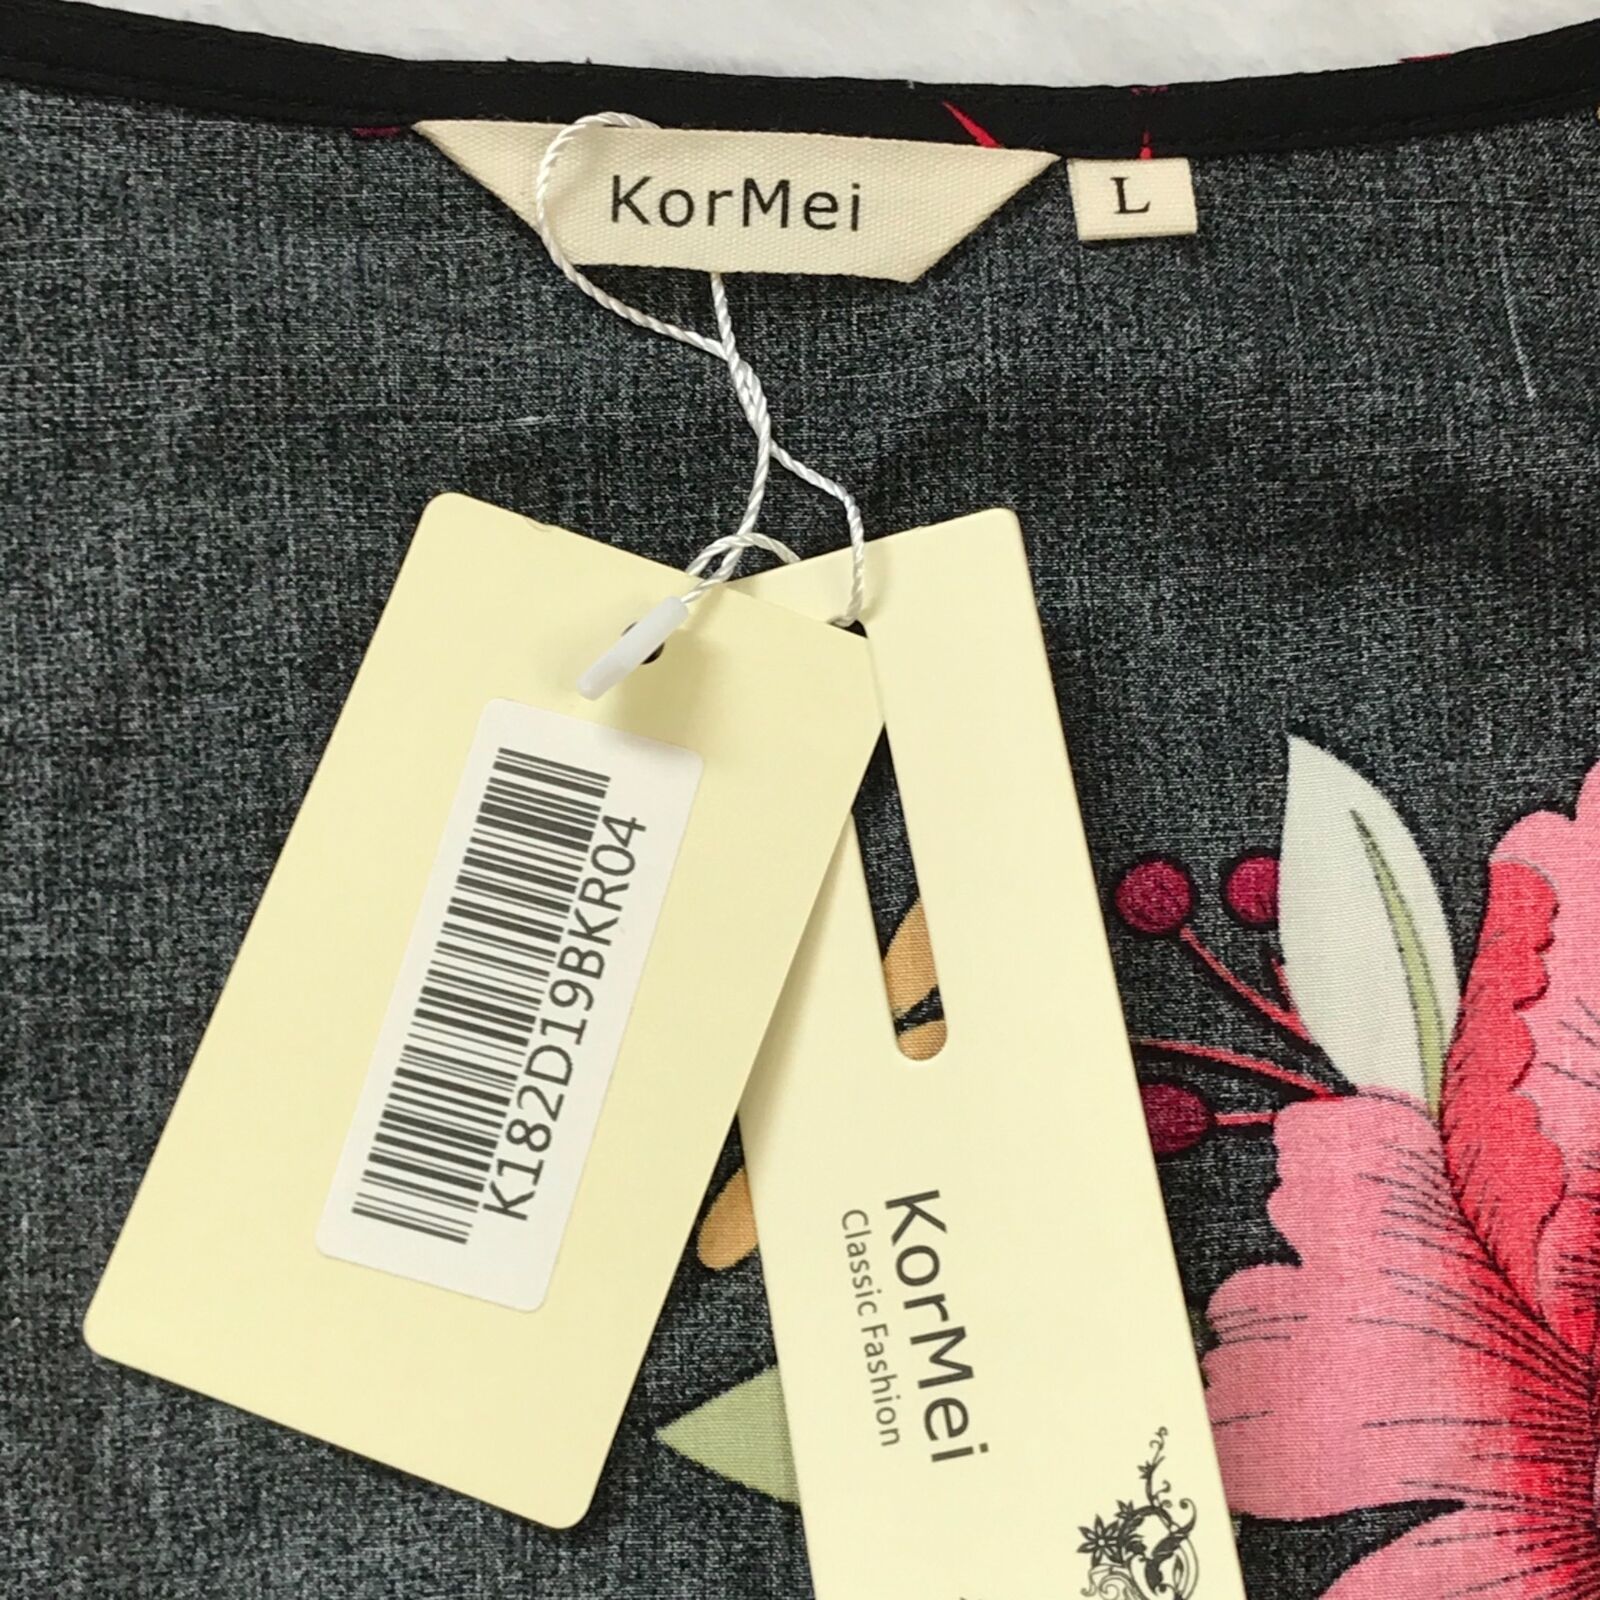 KorMei
L
K182D19BKR04
KorMei
Classic Fashion